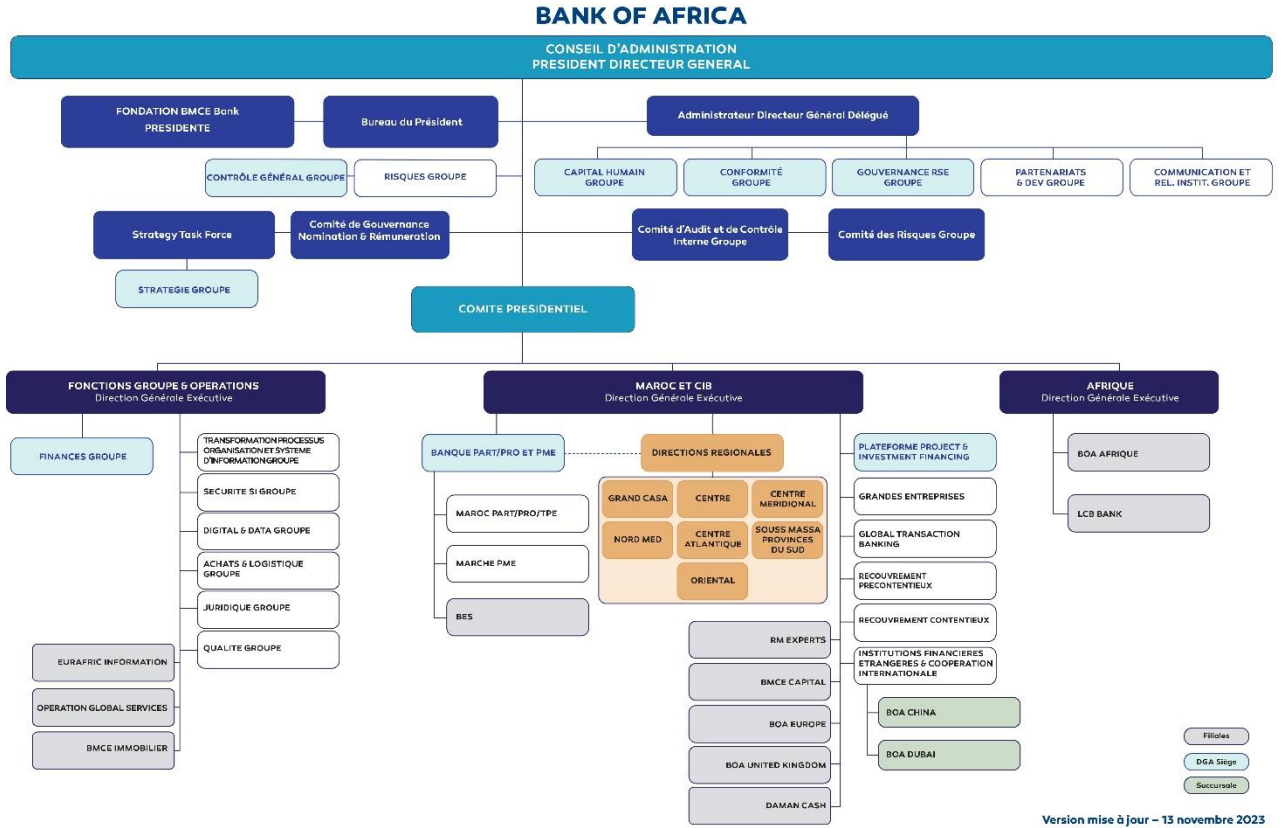 BANK OF AFRICA
CONSEIL D'ADMINISTRATION
PRESIDENT DIRECTEUR GENERAL
FONDATION BMCE Bank
PRESIDENTE
Bureau du Président
Administrateur Directeur Général Délégué
CONTRÔLE GÉNÉRAL GROUPE
RISQUES GROUPE
CAPITAL HUMAIN
GROUPE
CONFORMITÉ
GROUPE
GOUVERNANCE RSE
GROUPE
PARTENARIATS
& DEV GROUPE
COMMUNICATION ET
REL. INSTIT. GROUPE
Strategy Task Force
Comité de Gouvernance
Nomination & Rémuneration
Comité d'Audit et de Contrôle
Interne Groupe
Comité des Risques Groupe
STRATEGIE GROUPE
COMITE PRESIDENTIEL
FONCTIONS GROUPE & OPERATIONS
Direction Générale Exécutive
MAROC ET CIB
Direction Générale Exécutive
AFRIQUE
Direction Générale Exécutive
FINANCES GROUPE
TRANSFORMATION PROCESSUS
ORGANISATION ET SYSTEME
D'INFORMATION GROUPE
SECURITE SI GROUPE
DIGITAL & DATA GROUPE
ACHATS & LOGISTIQUE
GROUPE
JURIDIQUE GROUPE
QUALITE GROUPE
EURAFRIC INFORMATION
OPERATION GLOBAL SERVICES
BMCE IMMOBILIER
BANQUE PART/PRO ET PME
MAROC PART/PRO/TPE
MARCHE PME
BES
DIRECTIONS REGIONALES
GRAND CASA
CENTRE
CENTRE
MERIDIONAL
NORD MED
CENTRE
ATLANTIQUE
SOUSS MASSA
PROVINCES
DU SUD
ORIENTAL
RM EXPERTS
BMCE CAPITAL
BOA EUROPE
BOA UNITED KINGDOM
DAMAN CASH
PLATEFORME PROJECT &
INVESTMENT FINANCING
GRANDES ENTREPRISES
GLOBAL TRANSACTION
BANKING
RECOUVREMENT
PRECONTENTIEUX
RECOUVREMENT CONTENTIEUX
INSTITUTIONS FINANCIERES
ETRANGERES & COOPERATION
INTERNATIONALE
BOA CHINA
BOA DUBAI
BOA AFRIQUE
LCB BANK
Filiales
DGA Siège
Succursale
Version mise à jour – 13 novembre 2023